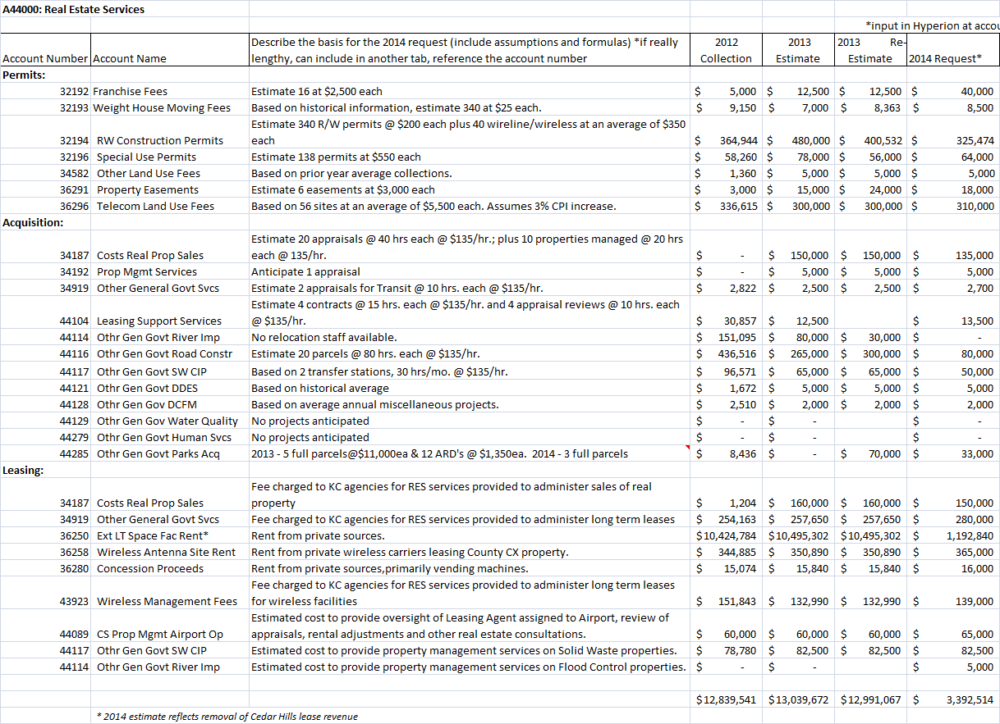 A44000: Real Estate Services
*input in Hyperion at accou
Describe the basis for the 2014 request (include assumptions and formulas) *if really 2012 2013 2013 Re-
Account Number Account Name lengthy, can include in another tab, reference the account number Collection Estimate Estimate 2014 Request*
Permits:
32192 Franchise Fees Estimate 16 at $2,500 each $ 5,000 $ 12,500 $ 12,500 $ 40,000
32193 Weight House Moving Fees Based on historical information, estimate 340 at $25 each. $ 9,150 $ 7,000 $ 8,363 $ 8,500
Estimate 340 R/W permits @ $200 each plus 40 wireline/wireless at an average of $350
32194 RW Construction Permits each $ 364,944 $ 480,000 $ 400,532 $ 325,474
32196 Special Use Permits Estimate 138 permits at $550 each $ 58,260 $ 78,000 $ 56,000 $ 64,000
34582 Other Land Use Fees Based on prior year average collections. $ 1,360 $ 5,000 $ 5,000 $ 5,000
36291 Property Easements Estimate 6 easements at $3,000 each $ 3,000 $ 15,000 $ 24,000 $ 18,000
36296 Telecom Land Use Fees Based on 56 sites at an average of $5,500 each. Assumes 3% CPI increase. $ 336,615 $ 300,000 $ 300,000 $ 310,000
Acquisition:
Estimate 20 appraisals @ 40 hrs each @ $135/hr.; plus 10 properties managed @ 20 hrs
34187 Costs Real Prop Sales each @ 135/hr. $ - $ 150,000 $ 150,000 $ 135,000
34192 Prop Mgmt Services Anticipate 1 appraisal $ - $ 5,000 $ 5,000 $ 5,000
34919 Other General Govt Svcs Estimate 2 appraisals for Transit @ 10 hrs. each @ $135/hr. $ 2,822 $ 2,500 $ 2,500 $ 2,700
Estimate 4 contracts @ 15 hrs. each @ $135/hr. and 4 appraisal reviews @ 10 hrs. each
44104 Leasing Support Services @ $135/hr. $ 30,857 $ 12,500 $ 13,500
44114 Othr Gen Govt River Imp No relocation staff available. $ 151,095 $ 80,000 $ 30,000 $ -
44116 Othr Gen Govt Road Constr Estimate 20 parcels @ 80 hrs. each @ $135/hr. $ 436,516 $ 265,000 $ 300,000 $ 80,000
44117 Othr Gen Govt SW CIP Based on 2 transfer stations, 30 hrs/mo. @ $135/hr. $ 96,571 $ 65,000 $ 65,000 $ 50,000
44121 Othr Gen Govt DDES Based on historical average $ 1,672 $ 5,000 $ 5,000 $ 5,000
44128 Othr Gen Gov DCFM Based on average annual miscellaneous projects. $ 2,510 $ 2,000 $ 2,000 $ 2,000
44129 Othr Gen Gov Water Quality No projects anticipated $ - $ - $ -
44279 Othr Gen Govt Human Svcs No projects anticipated $ - $ - $ -
44285 Othr Gen Govt Parks Acq 2013 - 5 full parcels@$11,000ea & 12 ARD's @ $1,350ea. 2014 - 3 full parcels $ 8,436 $ - $ 70,000 $ 33,000
Leasing:
Fee charged to KC agencies for RES services provided to administer sales of real
34187 Costs Real Prop Sales property $ 1,204 $ 160,000 $ 160,000 $ 150,000
34919 Other General Govt Svcs Fee charged to KC agencies for RES services provided to administer long term leases $ 254,163 $ 257,650 $ 257,650 $ 280,000
36250 Ext LT Space Fac Rent* Rent from private sources. $10,424,784 $10,495,302 $10,495,302 $ 1,192,840
36258 Wireless Antenna Site Rent Rent from private wireless carriers leasing County CX property. $ 344,885 $ 350,890 $ 350,890 $ 365,000
36280 Concession Proceeds Rent from private sources,primarily vending machines. $ 15,074 $ 15,840 $ 15,840 $ 16,000
Fee charged to KC agencies for RES services provided to administer long term leases
43923 Wireless Management Fees for wireless facilities $ 151,843 $ 132,990 $ 132,990 $ 139,000
Estimated cost to provide oversight of Leasing Agent assigned to Airport, review of
44089 CS Prop Mgmt Airport Op appraisals, rental adjustments and other real estate consultations. $ 60,000 $ 60,000 $ 60,000 $ 65,000
44117 Othr Gen Govt SW CIP Estimated cost to provide property management services on Solid Waste properties. $ 78,780 $ 82,500 $ 82,500 $ 82,500
44114 Othr Gen Govt River Imp Estimated cost to provide property management services on Flood Control properties. $ - $ - $ 5,000
$12,839,541 $13,039,672 $12,991,067 $ 3,392,514
* 2014 estimate reflects removal of Cedar Hills lease revenue